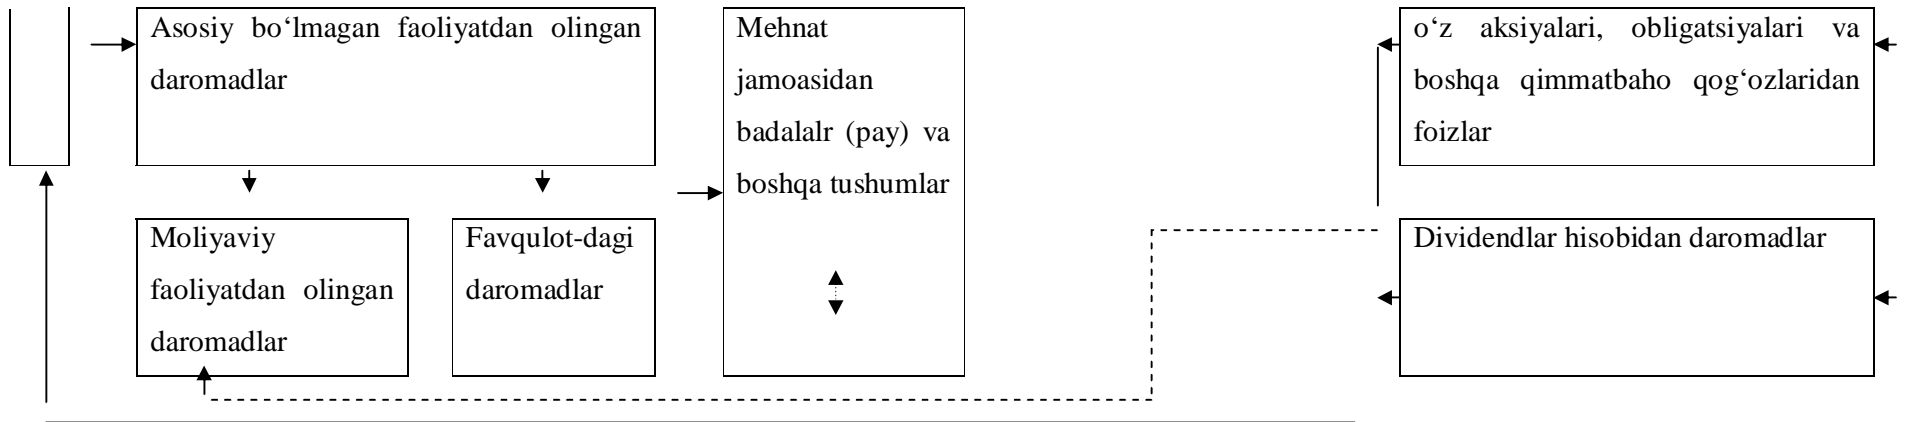 Asosiy bo‘lmagan faoliyatdan olingan
daromadlar
Mehnat
jamoasidan
badalalr (pay) va
boshqa tushumlar
o‘z aksiyalari, obligatsiyalari va
boshqa qimmatbaho qog‘ozlaridan
foizlar
Moliyaviy
faoliyatdan olingan
daromadlar
Favqulot-dagi
daromadlar
Dividendlar hisobidan daromadlar